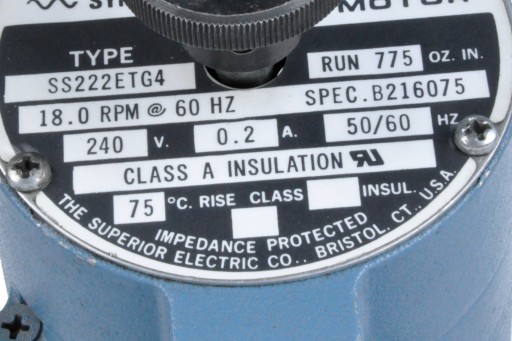 MOTOR
TYPE
RUN 775 OZ. IN.
SS222ETG4
SPEC.B216075
18.0 RPM @ 60 HZ
240 V. 0.2 A. 50/60 HZ
CLASS A INSULATION
75 °C. RISE CLASS INSUL.
IMPEDANCE PROTECTED
THE SUPERIOR ELECTRIC CO., BRISTOL, CT., U.S.A.